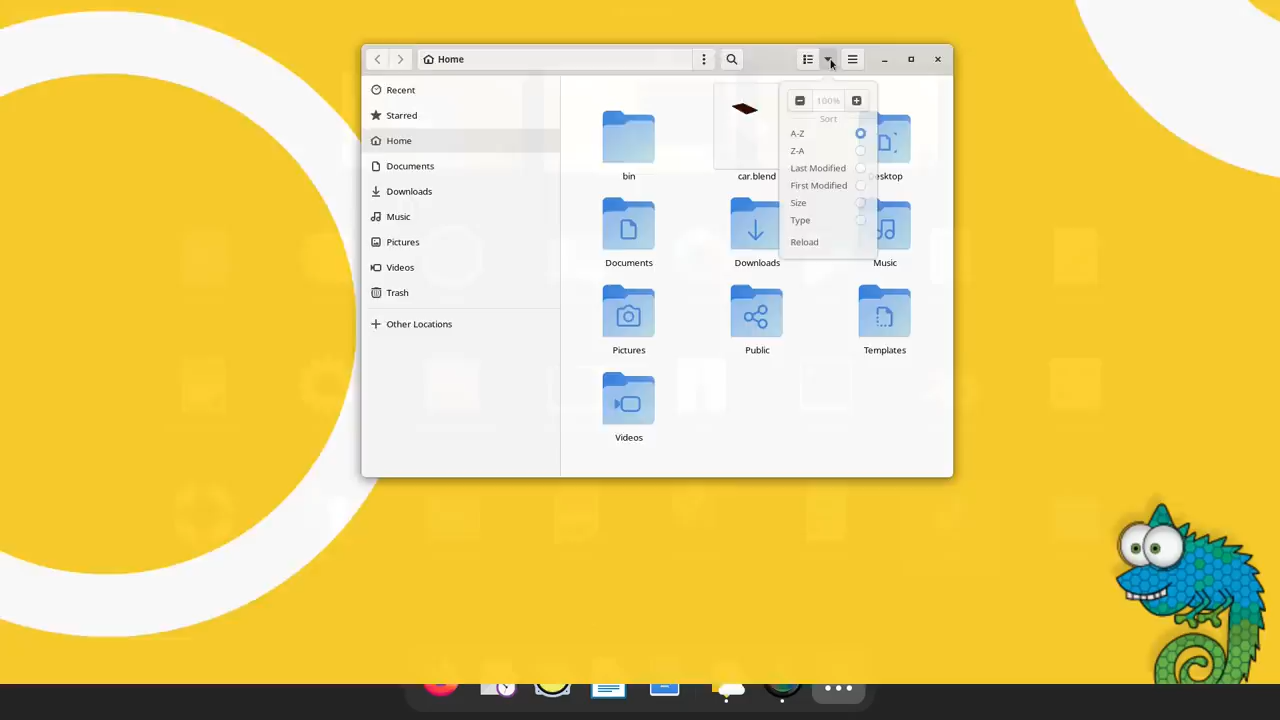 Home
Recent
Starred
Home
Documents
Downloads
Music
Pictures
Videos
Trash
Other Locations
100%
Sort
A-Z
Z-A
Last Modified
First Modified
Size
Type
Reload
bin
car.blend
Desktop
Documents
Downloads
Music
Pictures
Public
Templates
Videos